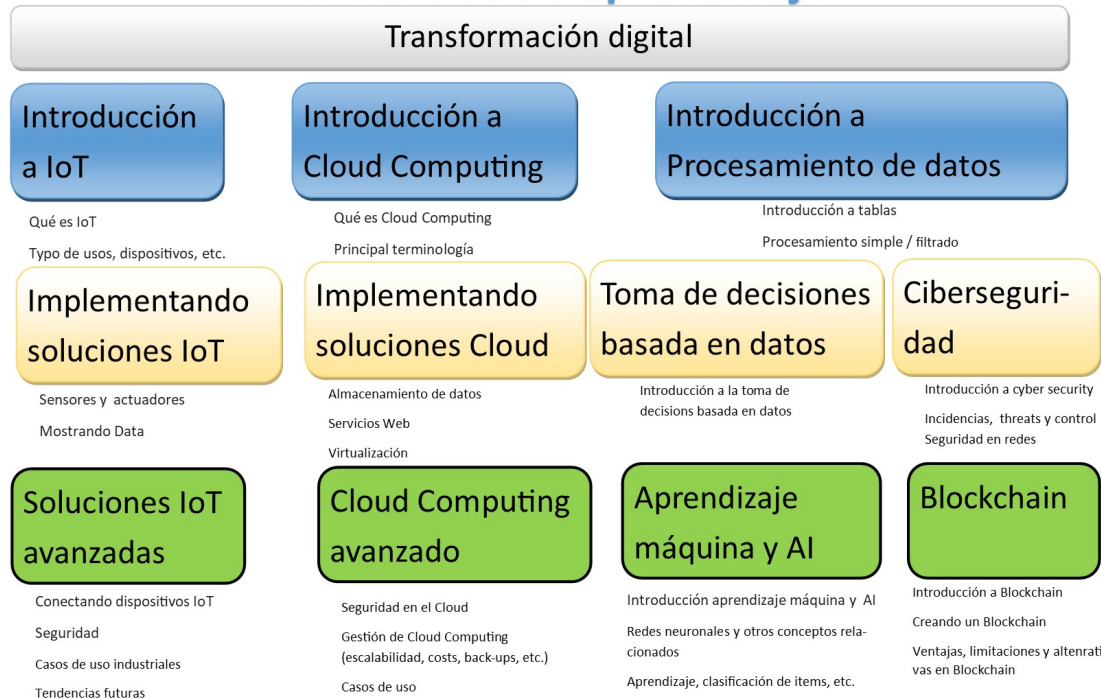 Transformación digital
Introducción
a IoT
Introducción a
Cloud Computing
Introducción a
Procesamiento de datos
Qué es IoT
Typo de usos, dispositivos, etc.
Qué es Cloud Computing
Principal terminología
Introducción a tablas
Procesamiento simple / filtrado
Implementando
soluciones IoT
Implementando
soluciones Cloud
Toma de decisiones
basada en datos
Ciberseguri-
dad
Sensores y actuadores
Mostrando Data
Almacenamiento de datos
Servicios Web
Virtualización
Introducción a la toma de
decisions basada en datos
Introducción a cyber security
Incidencias, threats y control
Seguridad en redes
Soluciones IoT
avanzadas
Cloud Computing
avanzado
Aprendizaje
máquina y AI
Blockchain
Conectando dispositivos IoT
Seguridad
Casos de uso industriales
Tendencias futuras
Seguridad en el Cloud
Gestión de Cloud Computing
(escalabilidad, costs, back-ups, etc.)
Casos de uso
Introducción aprendizaje máquina y AI
Redes neuronales y otros conceptos rela-
cionados
Aprendizaje, clasificación de items, etc.
Introducción a Blockchain
Creando un Blockchain
Ventajas, limitaciones y altenrati
vas en Blockchain